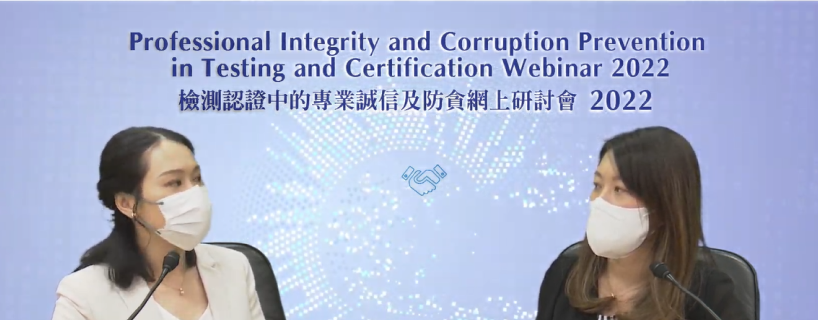 Professional Integrity and Corruption Prevention
in Testing and Certification Webinar 2022
檢測認證中的專業誠信及防貪網上研討會 2022